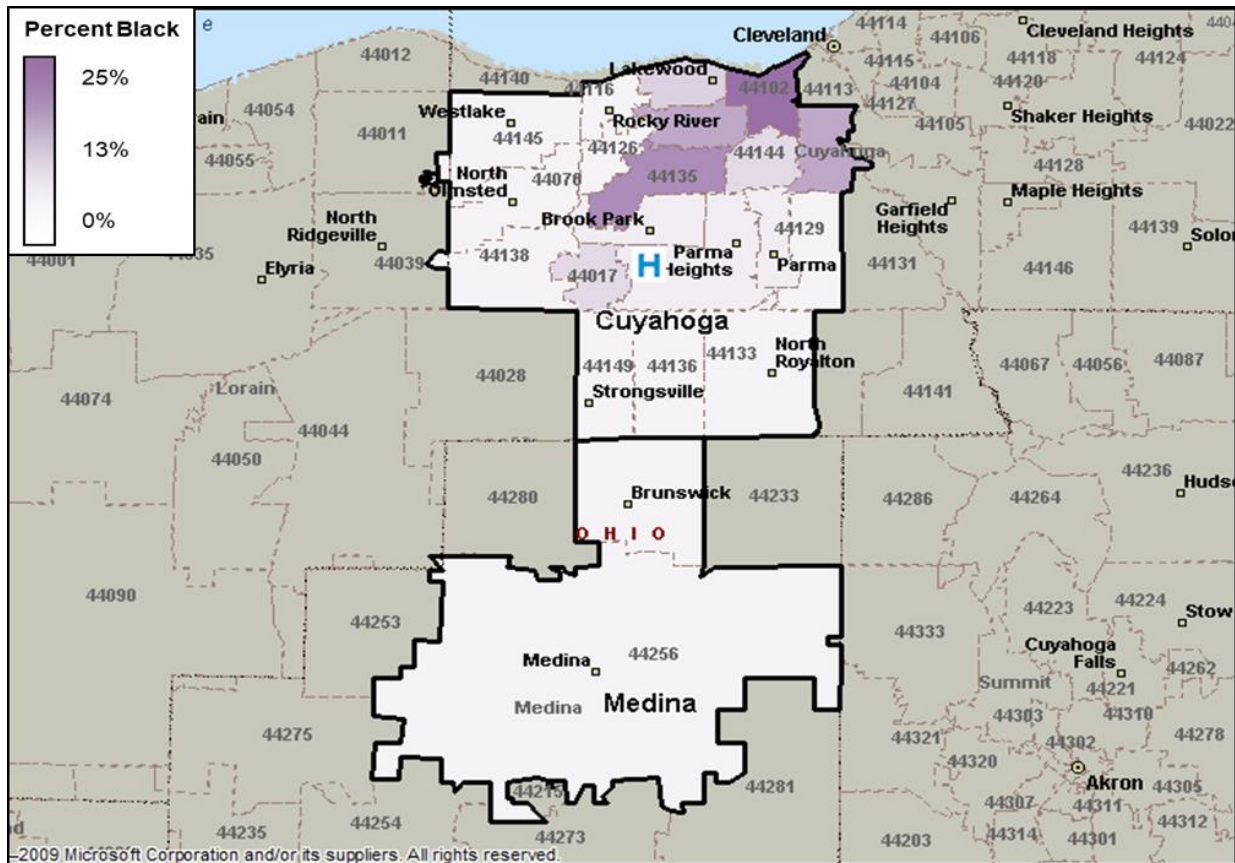 Percent Black
25%
13%
0%
e
Cleveland
44114
44106
Cleveland Heights
44012
44115
44118
44124
44140
Lakewood
44102
44113
44104
44120
44054
44116
44127
Westlake
Rocky River
44105
Shaker Heights
44011
44145
44126
44022
44055
44144
Cuyahoga
44128
North
Olmsted
44070
44135
Maple Heights
Brook Park
Garfield
Heights
North
Ridgeville
44129
44139
Solon
44001
44035
44039
44138
Parma
Heights
Parma
Elyria
44017
H
44131
44146
Cuyahoga
North
Royalton
44149
44136
44133
44028
44067
44056
44087
44074
Lorain
Strongsville
44141
44044
44050
44236
44280
Brunswick
44233
44286
44264
Hudso
OHIO
44090
44253
44223
44224
Stow
44333
Cuyahoga
Falls
Medina
44256
44262
Summit
44221
Medina
Medina
44303
44310
44275
44321
44302
44278
44320
Akron
44215
44281
44305
44307
44311
44235
44254
44273
44203
44314
44301
44312
2009 Microsoft Corporation and/or its suppliers. All rights reserved.